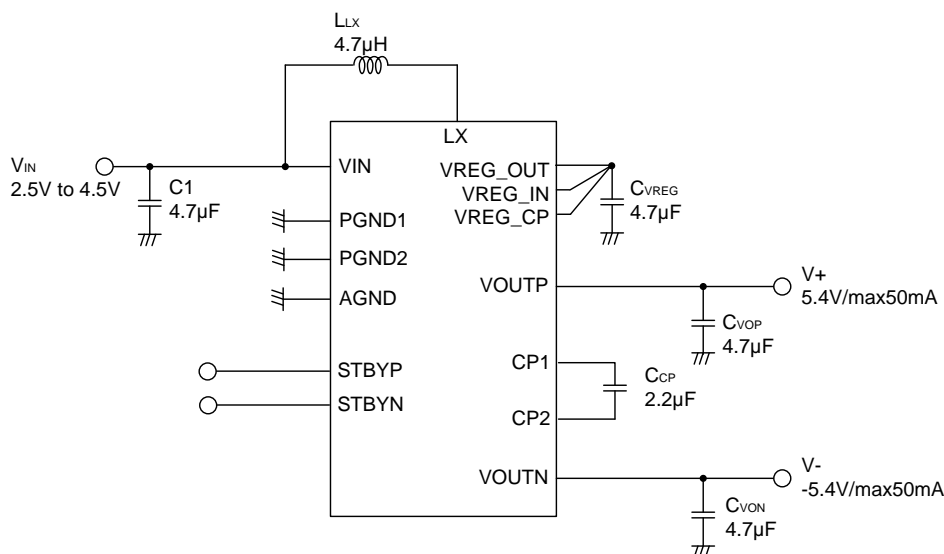 LLX
4.7µH
LX
VIN
2.5V to 4.5V
C1
4.7µF
VIN
PGND1
PGND2
AGND
STBYP
STBYN
VREG_OUT
VREG_IN
VREG_CP
CVREG
4.7µF
VOUTP
V+
5.4V/max50mA
CVOP
4.7µF
CP1
CP2
CCP
2.2µF
VOUTN
V-
-5.4V/max50mA
CVON
4.7µF